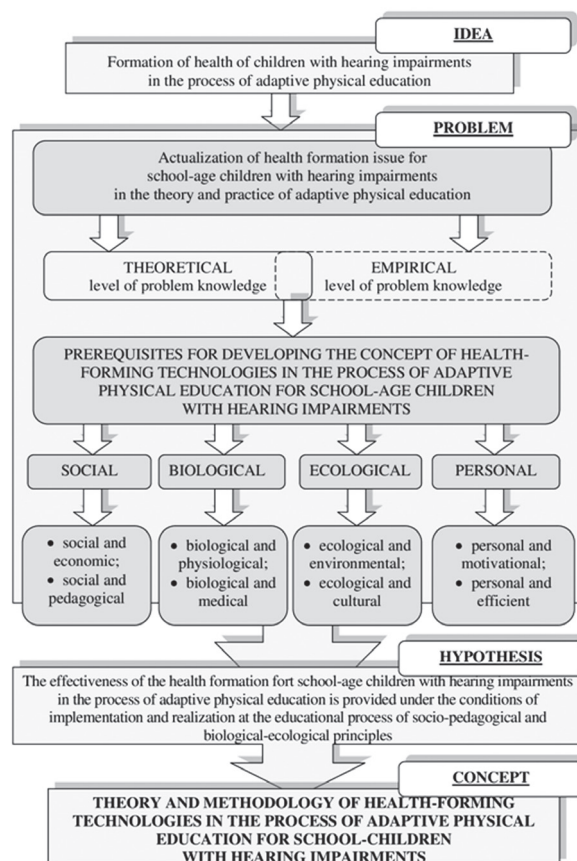 IDEA
Formation of health of children with hearing impairments
in the process of adaptive physical education
PROBLEM
Actualization of health formation issue for
school-age children with hearing impairments
in the theory and practice of adaptive physical education
THEORETICAL
level of problem knowledge
EMPIRICAL
level of problem knowledge
PREREQUISITES FOR DEVELOPING THE CONCEPT OF HEALTH-
FORMING TECHNOLOGIES IN THE PROCESS OF ADAPTIVE
PHYSICAL EDUCATION FOR SCHOOL-AGE CHILDREN
WITH HEARING IMPAIRMENTS
SOCIAL
BIOLOGICAL
ECOLOGICAL
PERSONAL
• social and
economic;
• social and
pedagogical
• biological and
physiological;
• biological and
medical
• ecological and
environmental;
• ecological and
cultural
• personal and
motivational;
• personal and
efficient
HYPOTHESIS
The effectiveness of the health formation fort school-age children with hearing impairments
in the process of adaptive physical education is provided under the conditions of
implementation and realization at the educational process of socio-pedagogical and
biological-ecological principles
CONCEPT
THEORY AND METHODOLOGY OF HEALTH-FORMING
TECHNOLOGIES IN THE PROCESS OF ADAPTIVE PHYSICAL
EDUCATION FOR SCHOOL-CHILDREN
WITH HEARING IMPAIRMENTS